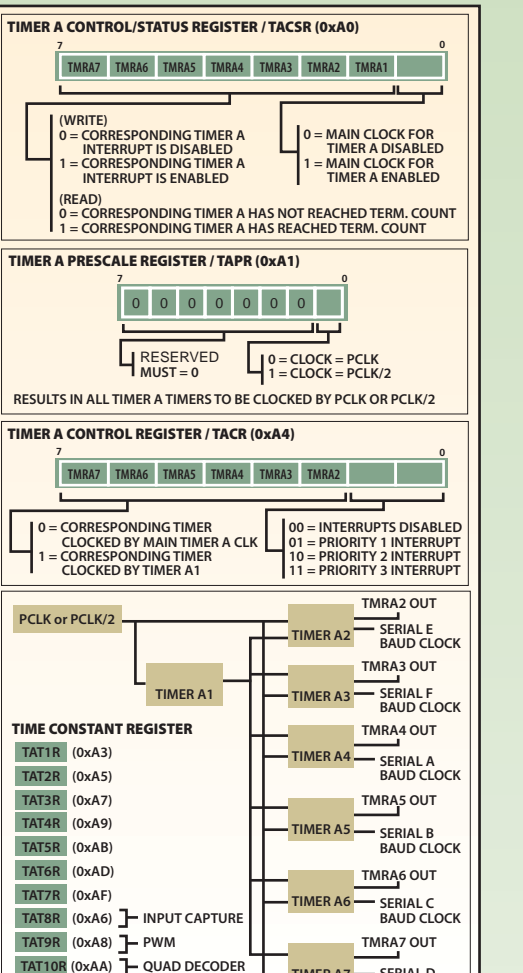 TIMER A CONTROL/STATUS REGISTER / TACSR (0xA0)
7 0
TMRA7 TMRA6 TMRA5 TMRA4 TMRA3 TMRA2 TMRA1
(WRITE)
0 = CORRESPONDING TIMER A
INTERRUPT IS DISABLED
1 = CORRESPONDING TIMER A
INTERRUPT IS ENABLED
(READ)
0 = CORRESPONDING TIMER A HAS NOT REACHED TERM. COUNT
1 = CORRESPONDING TIMER A HAS REACHED TERM. COUNT
0 = MAIN CLOCK FOR
TIMER A DISABLED
1 = MAIN CLOCK FOR
TIMER A ENABLED
TIMER A PRESCALE REGISTER / TAPR (0xA1)
7 0
0 0 0 0 0 0 0
RESERVED
MUST = 0
0 = CLOCK = PCLK
1 = CLOCK = PCLK/2
RESULTS IN ALL TIMER A TIMERS TO BE CLOCKED BY PCLK OR PCLK/2
TIMER A CONTROL REGISTER / TACR (0xA4)
7 0
TMRA7 TMRA6 TMRA5 TMRA4 TMRA3 TMRA2
0 = CORRESPONDING TIMER
CLOCKED BY MAIN TIMER A CLK
1 = CORRESPONDING TIMER
CLOCKED BY TIMER A1
00 = INTERRUPTS DISABLED
01 = PRIORITY 1 INTERRUPT
10 = PRIORITY 2 INTERRUPT
11 = PRIORITY 3 INTERRUPT
PCLK or PCLK/2
TIMER A1
TIME CONSTANT REGISTER
TAT1R (0xA3)
TAT2R (0xA5)
TAT3R (0xA7)
TAT4R (0xA9)
TAT5R (0xAB)
TAT6R (0xAD)
TAT7R (0xAF)
TAT8R (0xA6) INPUT CAPTURE
TAT9R (0xA8) PWM
TAT10R (0xAA) QUAD DECODER
TMRA2 OUT
TIMER A2
SERIAL E
BAUD CLOCK
TMRA3 OUT
TIMER A3
SERIAL F
BAUD CLOCK
TMRA4 OUT
TIMER A4
SERIAL A
BAUD CLOCK
TMRA5 OUT
TIMER A5
SERIAL B
BAUD CLOCK
TMRA6 OUT
TIMER A6
SERIAL C
BAUD CLOCK
TMRA7 OUT
TIMER A7
SERIAL D